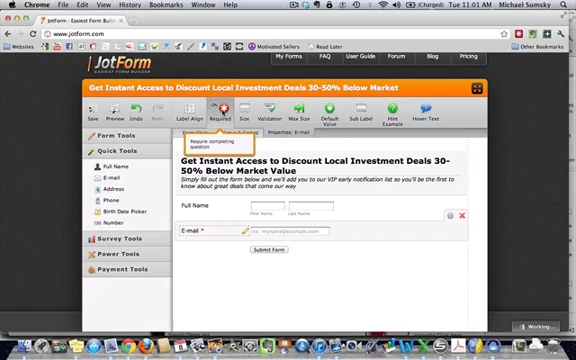 Chrome File Edit View History Bookmarks Window Help
(Charged) Tue 11:01 AM Michael Sumsky
JotForm - Easiest Form Build
www.jotform.com
Websites
Motivated Sellers Read Later Other Bookmarks
JotForm
EASIEST FORM BUILDER
My Forms FAQ User Guide Forum Blog Pricing
Get Instant Access to Discount Local Investment Deals 30-50% Below Market
Save Preview Undo Redo Label Align Required Size Validation Max Size Default Value Sub Label Hint Example Hover Text
Form Tools
Properties: E-mail
Require completing
question
Quick Tools
Full Name
E-mail
Address
Phone
Birth Date Picker
Number
Survey Tools
Power Tools
Payment Tools
Get Instant Access to Discount Local Investment Deals 30-
50% Below Market Value
Simply fill out the form below and we'll add you to our VIP early notification list so you'll be the first to
know about great deals that come our way
Full Name
First Name Last Name
E-mail * ex: myname@example.com
Submit Form
Working...